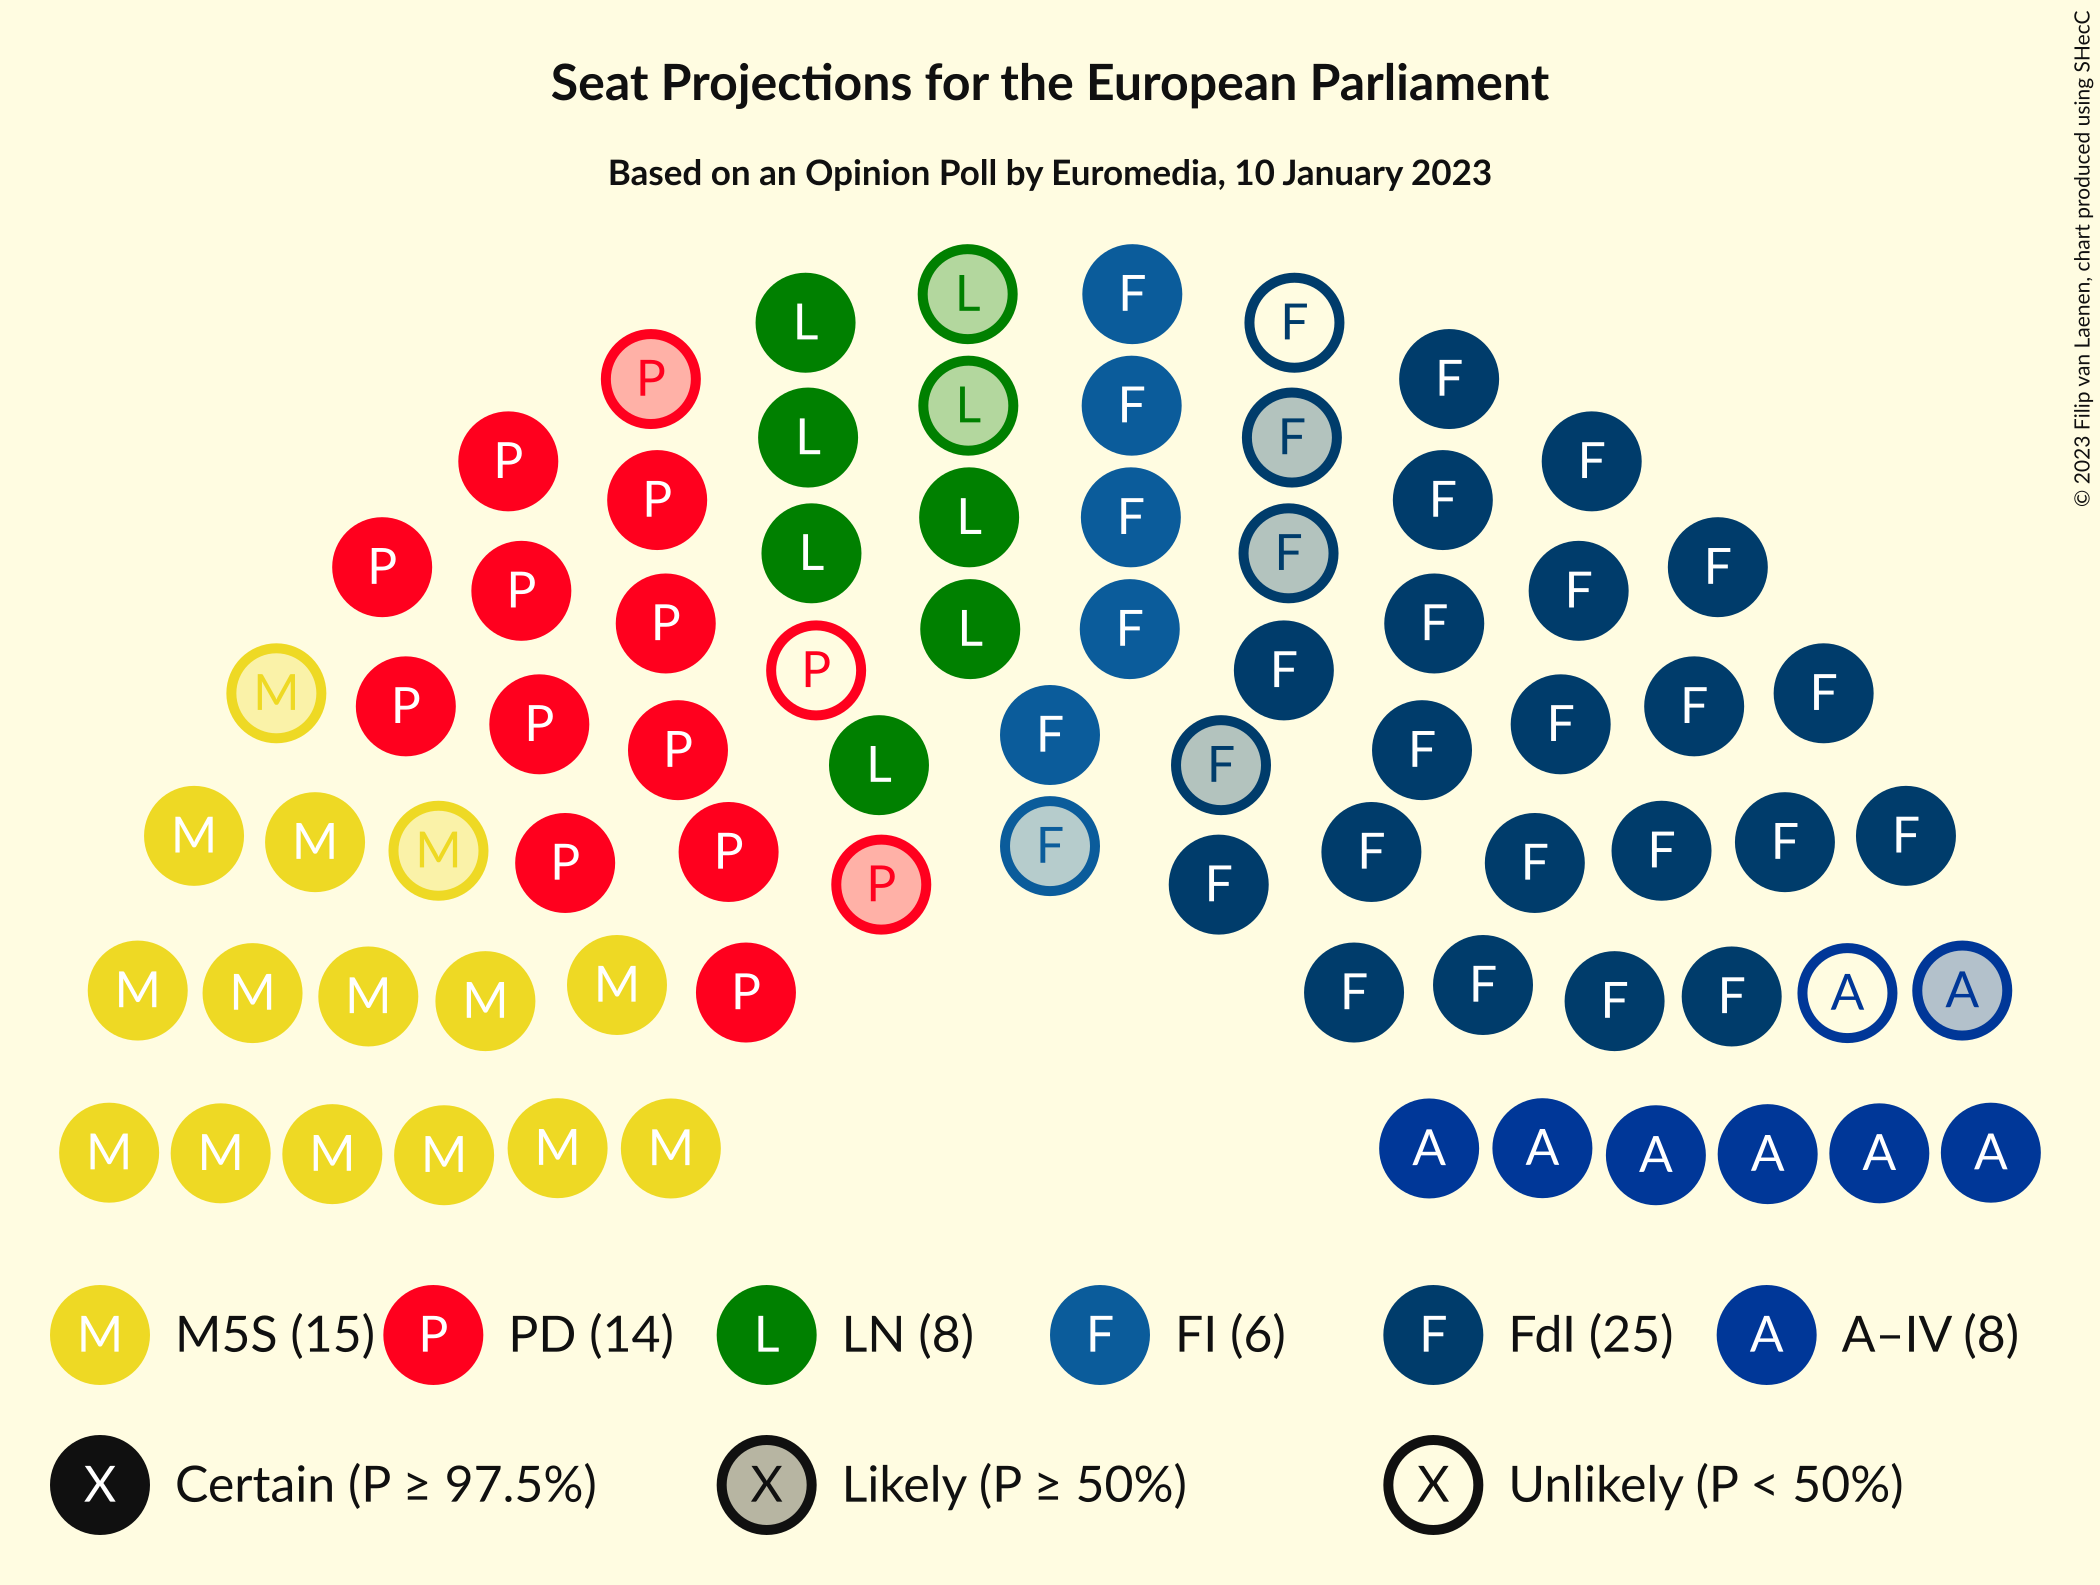 Seat Projections for the European Parliament
Based on an Opinion Poll by Euromedia, 10 January 2023
© 2023 Filip van Laenen, chart produced using SHecC
L F
L F
P P
L F
P F
P P F F
L F
P F
P P F F
L F
P F
M P P F F F
P F
P F
P F
M P F F
L F
M M F F
M P P F F F
P F
M M M M M P F F F F A A
M M M M M M A A A A A A
M M5S (15) P PD (14) L LN (8) F FI (6) F FdI (25) A A–IV (8)
X Certain (P ≥ 97.5%) X Likely (P ≥ 50%) X Unlikely (P < 50%)